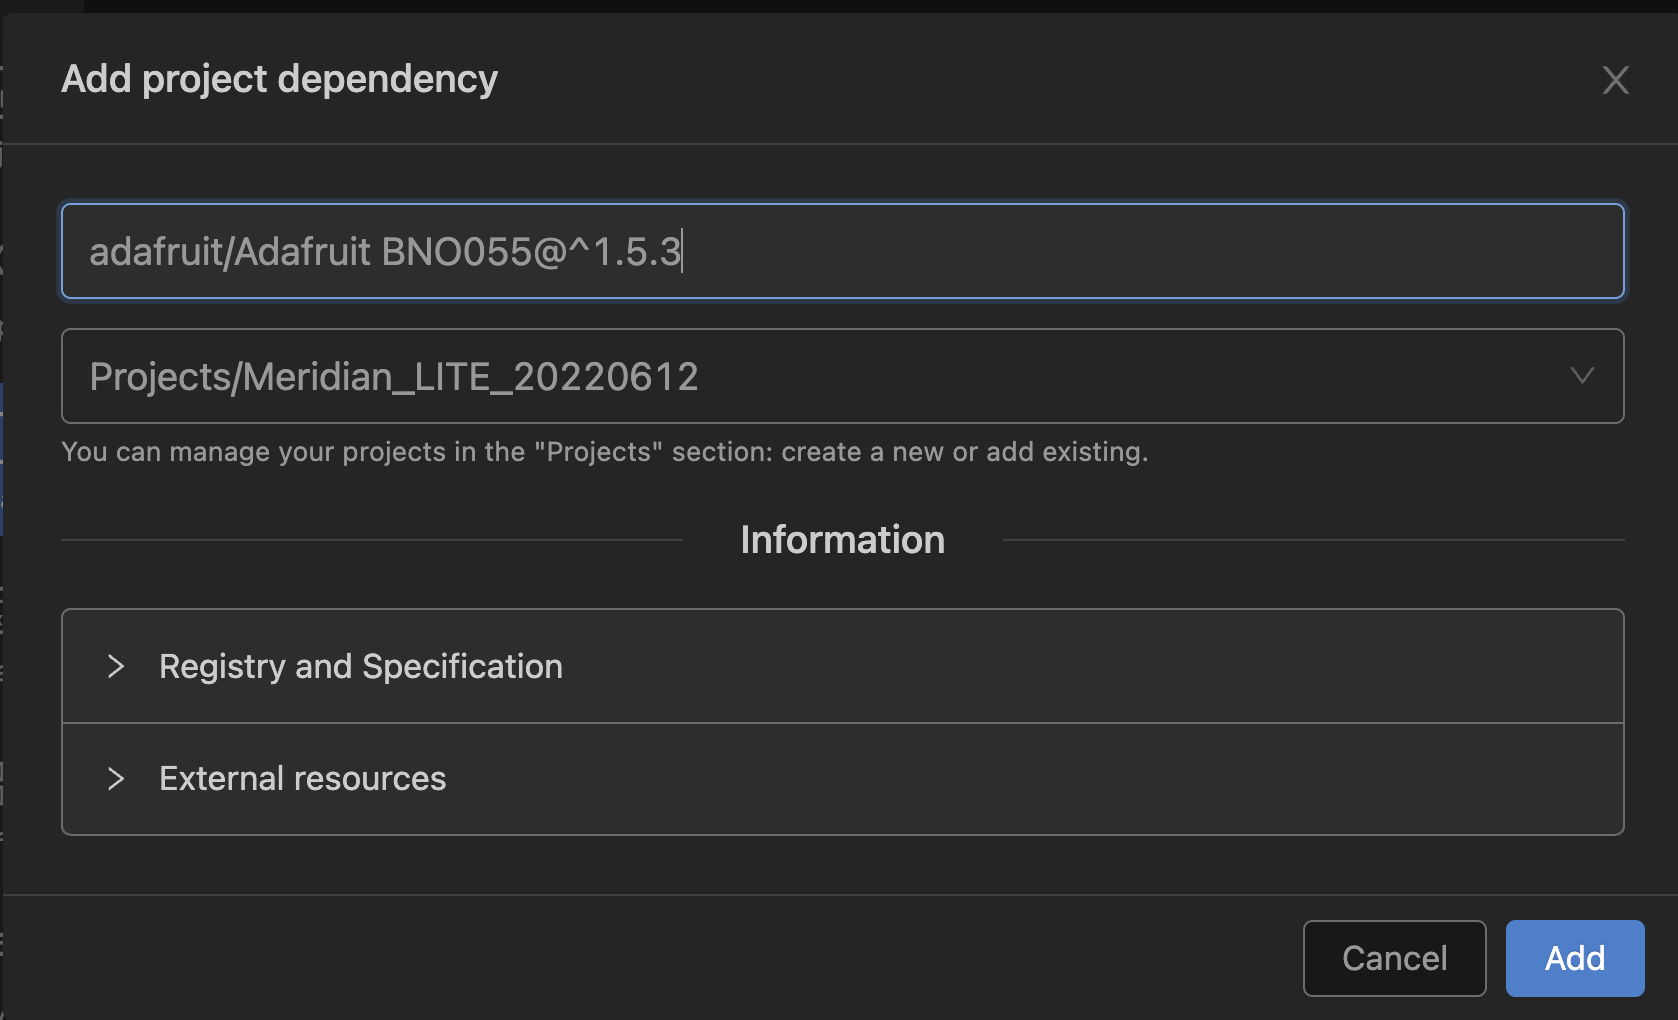 Add project dependency
adafruit/Adafruit BNO055@^1.5.3
Projects/Meridian_LITE_20220612
You can manage your projects in the "Projects" section: create a new or add existing.
Information
Registry and Specification
External resources
Cancel
Add